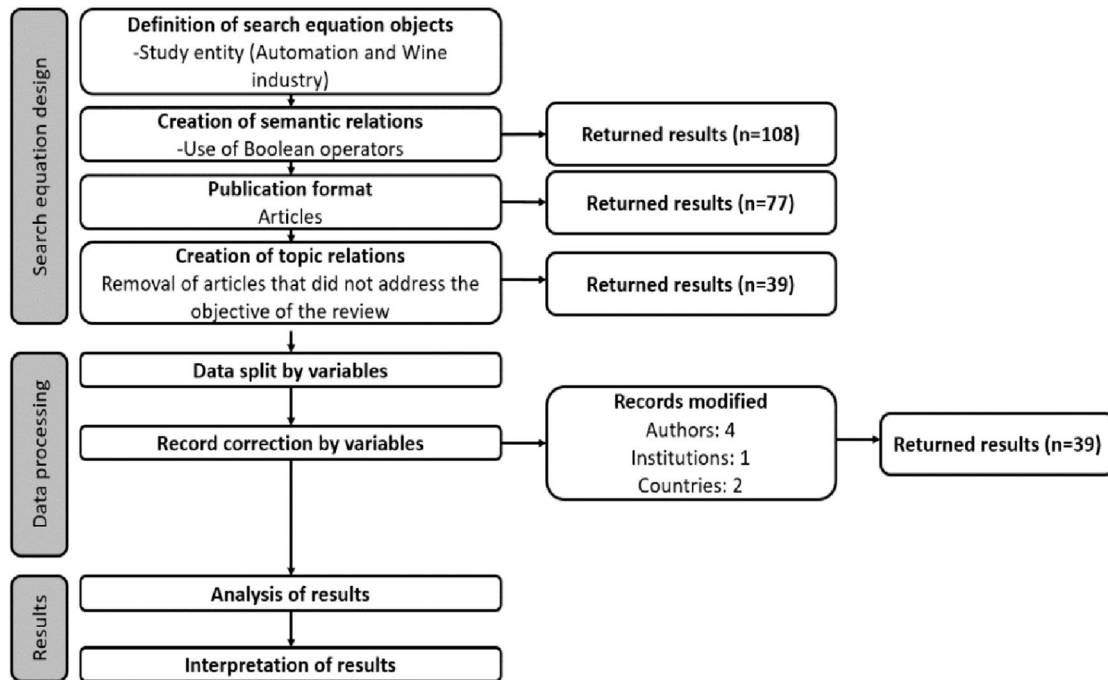 Search equation design
Definition of search equation objects
-Study entity (Automation and Wine
industry)
Creation of semantic relations
-Use of Boolean operators
Returned results (n=108)
Publication format
Articles
Returned results (n=77)
Creation of topic relations
Removal of articles that did not address the
objective of the review
Returned results (n=39)
Data processing
Data split by variables
Record correction by variables
Records modified
Authors: 4
Institutions: 1
Countries: 2
Returned results (n=39)
Results
Analysis of results
Interpretation of results